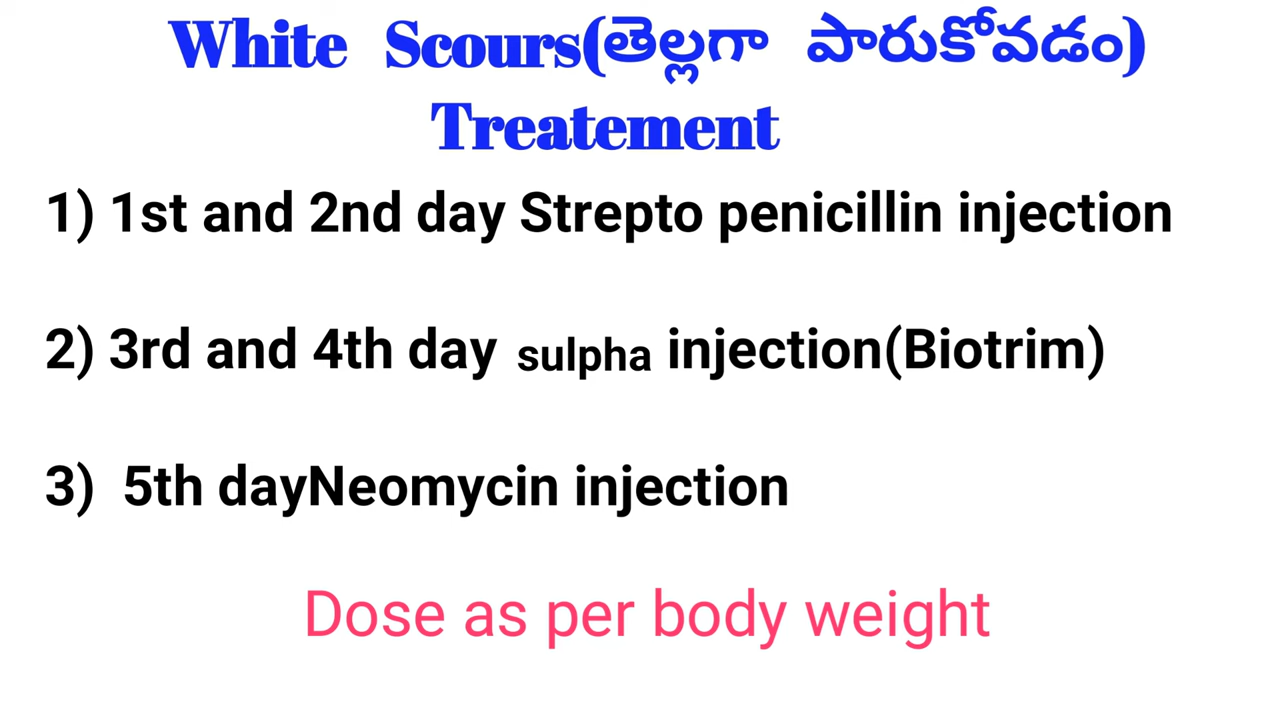 White Scours(తెల్లగా పారుకోవడం)
Treatement
1) 1st and 2nd day Strepto penicillin injection
2) 3rd and 4th day sulpha injection(Biotrim)
3) 5th dayNeomycin injection
Dose as per body weight